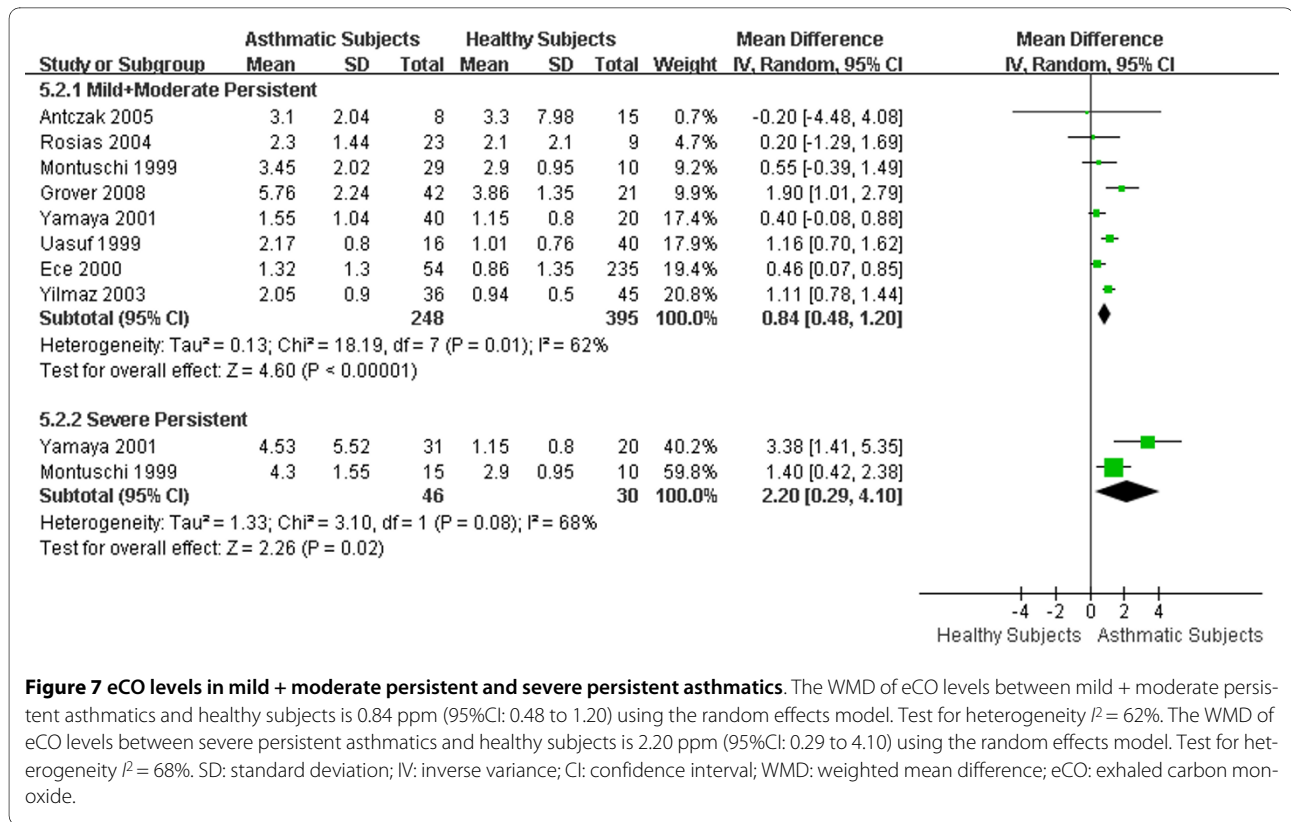 Asthmatic Subjects Healthy Subjects Mean Difference Mean Difference
Study or Subgroup Mean SD Total Mean SD Total Weight IV, Random, 95% CI IV, Random, 95% CI
5.2.1 Mild+Moderate Persistent
Antczak 2005 3.1 2.04 8 3.3 7.98 15 0.7% -0.20 [-4.48, 4.08]
Rosias 2004 2.3 1.44 23 2.1 2.1 9 4.7% 0.20 [-1.29, 1.69]
Montuschi 1999 3.45 2.02 29 2.9 0.95 10 9.2% 0.55 [-0.39, 1.49]
Grover 2008 5.76 2.24 42 3.86 1.35 21 9.9% 1.90 [1.01, 2.79]
Yamaya 2001 1.55 1.04 40 1.15 0.8 20 17.4% 0.40 [-0.08, 0.88]
Uasuf 1999 2.17 0.8 16 1.01 0.76 40 17.9% 1.16 [0.70, 1.62]
Ece 2000 1.32 1.3 54 0.86 1.35 235 19.4% 0.46 [0.07, 0.85]
Yilmaz 2003 2.05 0.9 36 0.94 0.5 45 20.8% 1.11 [0.78, 1.44]
Subtotal (95% CI) 248 395 100.0% 0.84 [0.48, 1.20]
Heterogeneity: Tau² = 0.13; Chi² = 18.19, df = 7 (P = 0.01); I² = 62%
Test for overall effect: Z = 4.60 (P < 0.00001)
5.2.2 Severe Persistent
Yamaya 2001 4.53 5.52 31 1.15 0.8 20 40.2% 3.38 [1.41, 5.35]
Montuschi 1999 4.3 1.55 15 2.9 0.95 10 59.8% 1.40 [0.42, 2.38]
Subtotal (95% CI) 46 30 100.0% 2.20 [0.29, 4.10]
Heterogeneity: Tau² = 1.33; Chi² = 3.10, df = 1 (P = 0.08); I² = 68%
Test for overall effect: Z = 2.26 (P = 0.02)
-4 -2 0 2 4
Healthy Subjects Asthmatic Subjects
Figure 7 eCO levels in mild + moderate persistent and severe persistent asthmatics. The WMD of eCO levels between mild + moderate persis-
tent asthmatics and healthy subjects is 0.84 ppm (95%CI: 0.48 to 1.20) using the random effects model. Test for heterogeneity I² = 62%. The WMD of
eCO levels between severe persistent asthmatics and healthy subjects is 2.20 ppm (95%CI: 0.29 to 4.10) using the random effects model. Test for het-
erogeneity I² = 68%. SD: standard deviation; IV: inverse variance; CI: confidence interval; WMD: weighted mean difference; eCO: exhaled carbon mon-
oxide.